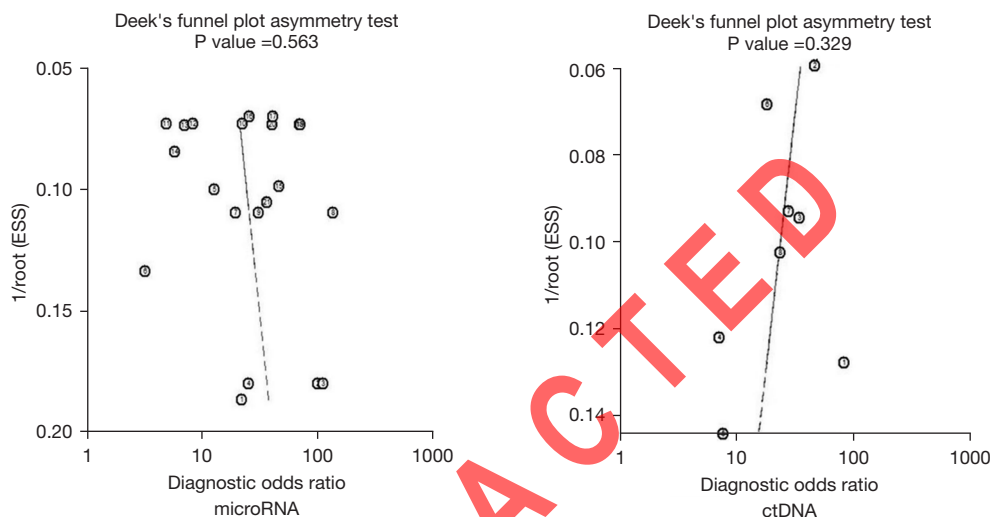 Deek's funnel plot asymmetry test
P value =0.563
0.05
0.10
0.15
0.20
1/root (ESS)
1
10
100
1000
Diagnostic odds ratio
microRNA
Deek's funnel plot asymmetry test
P value =0.329
0.06
0.08
0.10
0.12
0.14
1/root (ESS)
1
10
100
1000
Diagnostic odds ratio
ctDNA
ACTED